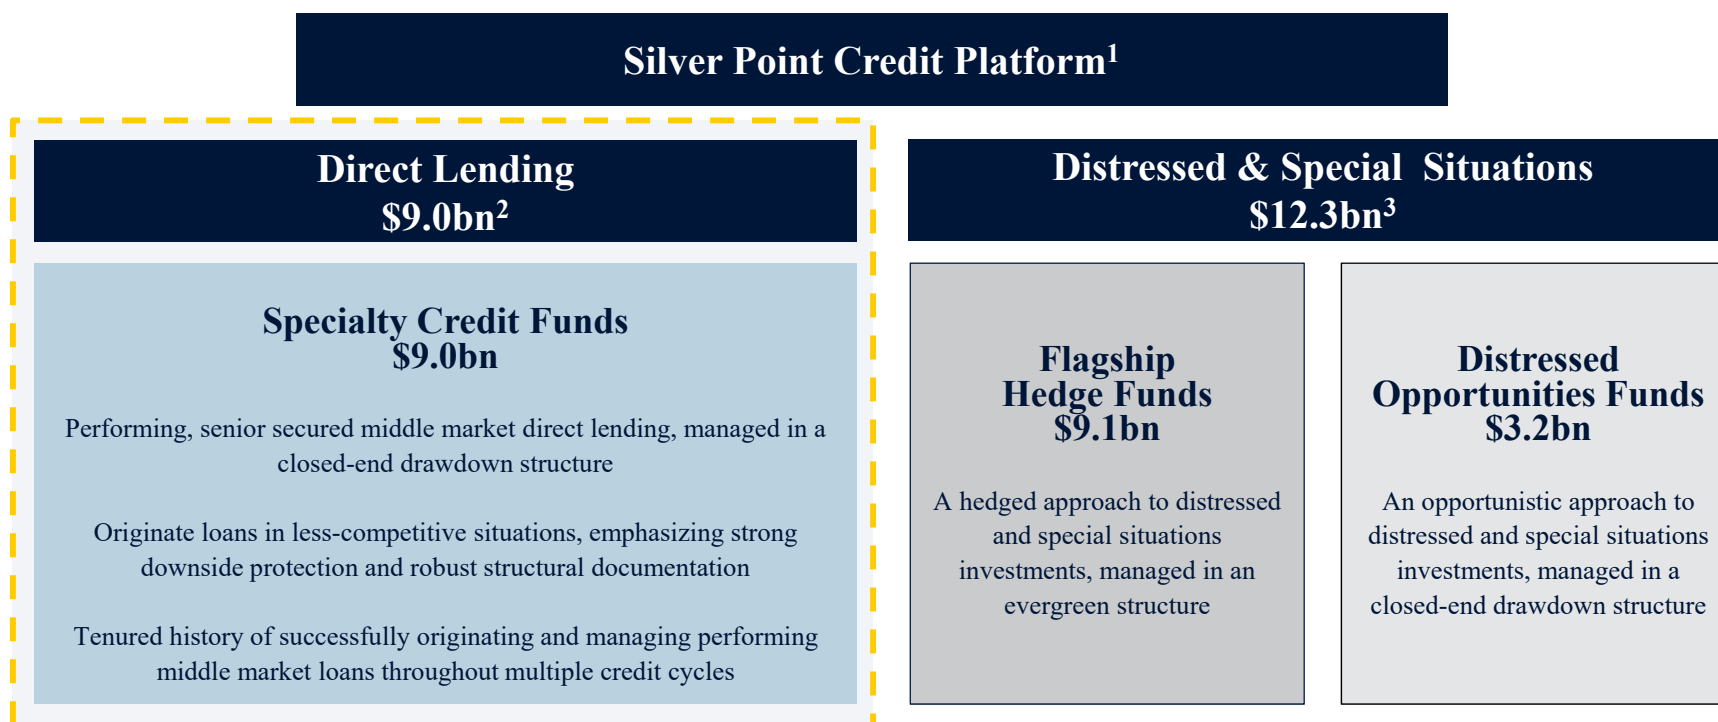 Silver Point Credit Platform¹
Direct Lending
$9.0bn²
Specialty Credit Funds
$9.0bn
Performing, senior secured middle market direct lending, managed in a
closed-end drawdown structure
Originate loans in less-competitive situations, emphasizing strong
downside protection and robust structural documentation
Tenured history of successfully originating and managing performing
middle market loans throughout multiple credit cycles
Distressed & Special Situations
$12.3bn³
Flagship
Hedge Funds
$9.1bn
A hedged approach to distressed
and special situations
investments, managed in an
evergreen structure
Distressed
Opportunities Funds
$3.2bn
An opportunistic approach to
distressed and special situations
investments, managed in a
closed-end drawdown structure